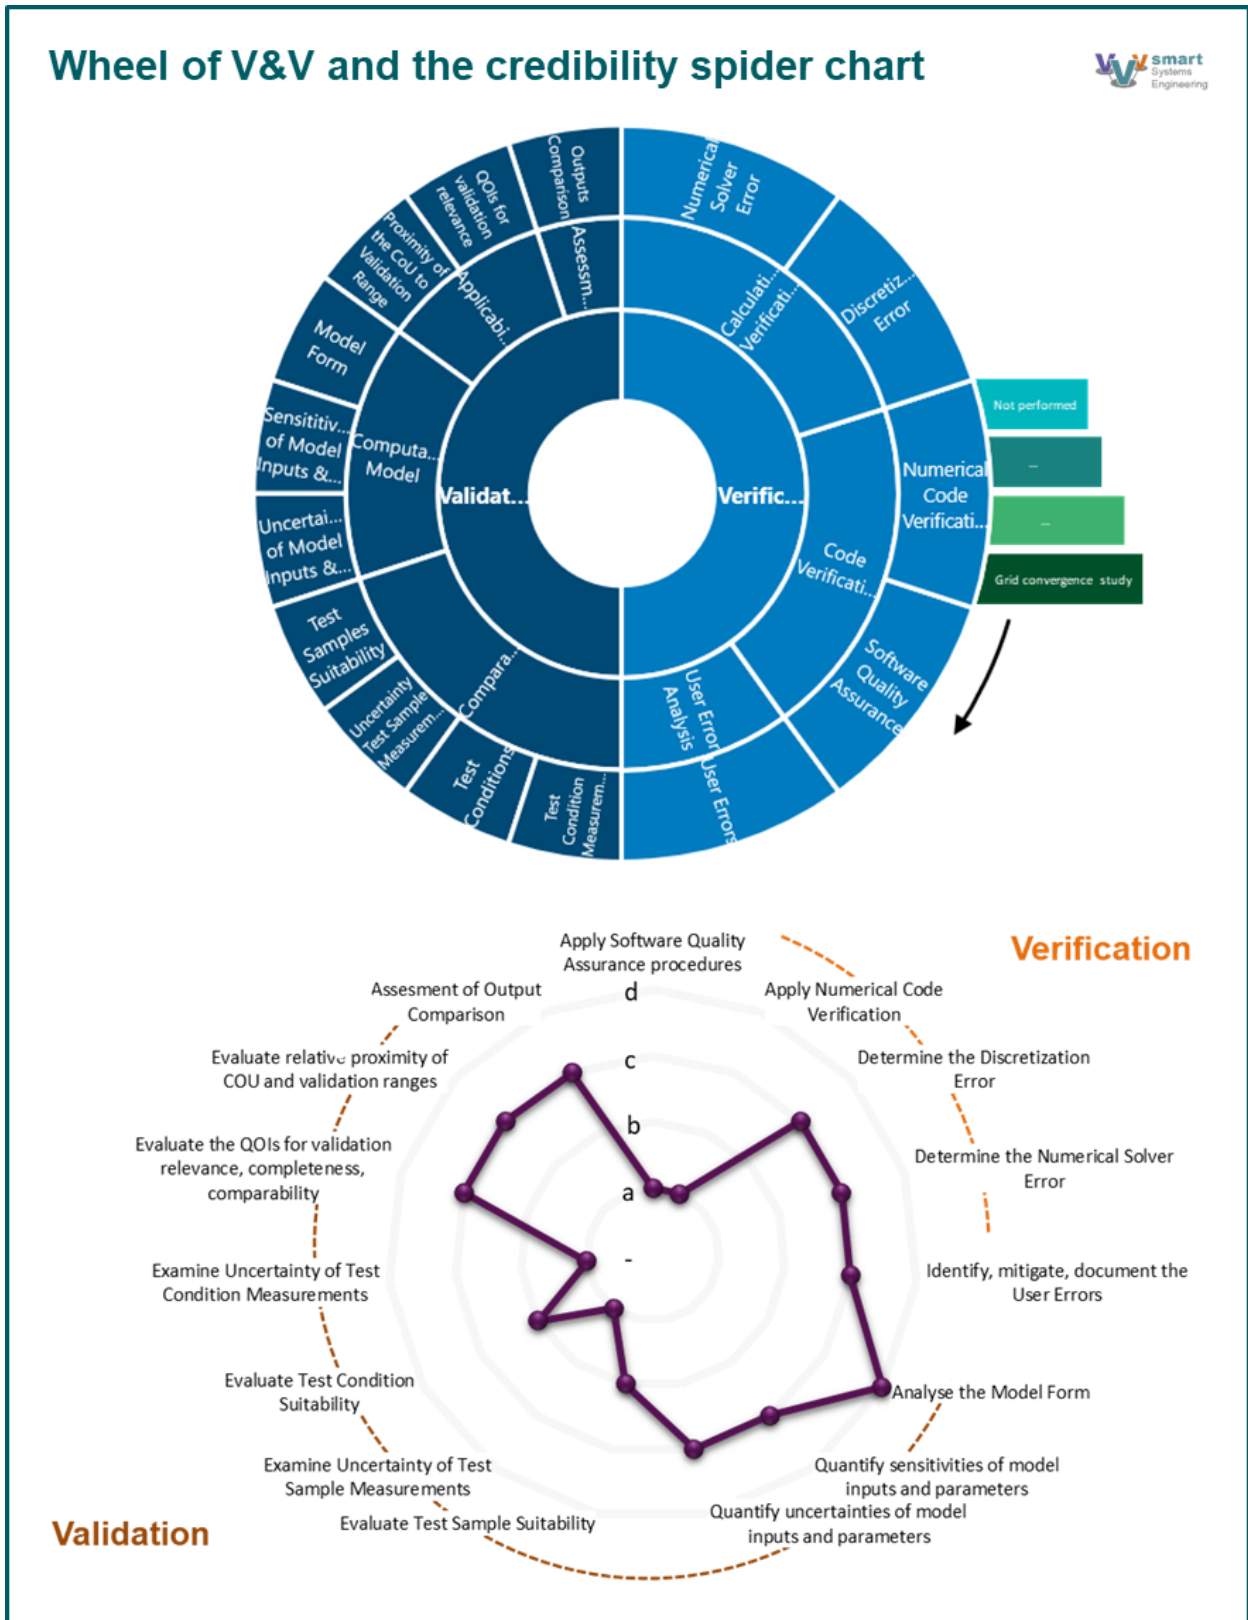 Wheel of V&V and the credibility spider chart
VVV smart
Systems
Engineering
Outputs
Comparison
QOIs for
validation
relevance
Proximity of
the CoU to
Validation
Range
Model
Form
Sensititiv...
of Model
Inputs &...
Uncertai...
of Model
Inputs &...
Test
Samples
Suitability
Uncertainty
Test Sample
Measurem...
Test
Conditions
Test
Condition
Measurem...
Assessm...
Applicabi...
Computa...
Model
Compara...
Validat...
Verific...
Numerical
Solver
Error
Calculati...
Verificati...
Discretiz...
Error
Numerical
Code
Verificati...
Code
Verificati...
Software
Quality
Assurance
User Error
Analysis
User Errors
Not performed
...
...
Grid convergence study
Verification
Apply Software Quality
Assurance procedures
Apply Numerical Code
Verification
Determine the Discretization
Error
Determine the Numerical Solver
Error
Identify, mitigate, document the
User Errors
Analyse the Model Form
Quantify sensitivities of model
inputs and parameters
Quantify uncertainties of model
inputs and parameters
Evaluate Test Sample Suitability
Examine Uncertainty of Test
Sample Measurements
Evaluate Test Condition
Suitability
Examine Uncertainty of Test
Condition Measurements
Evaluate the QOIs for validation
relevance, completeness,
comparability
Evaluate relative proximity of
COU and validation ranges
Assesment of Output
Comparison
d
c
b
a
-
Validation